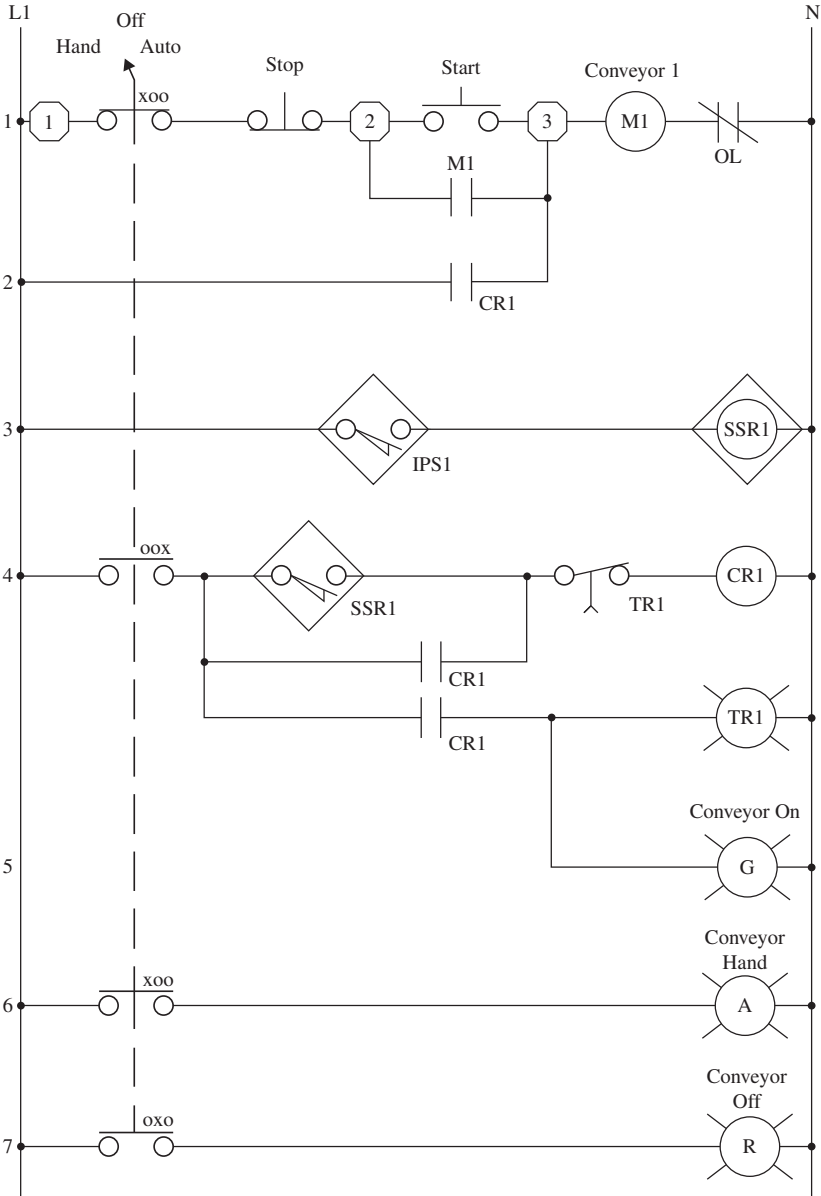 L1
N
Off
Hand
Auto
Stop
Start
Conveyor 1
xoo
1
1
2
3
M1
OL
M1
2
CR1
3
IPS1
SSR1
oox
4
SSR1
TR1
CR1
CR1
CR1
TR1
Conveyor On
5
G
Conveyor
Hand
xoo
6
A
Conveyor
Off
oxo
7
R